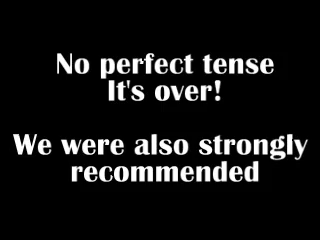 No perfect tense
It's over!
We were also strongly
recommended